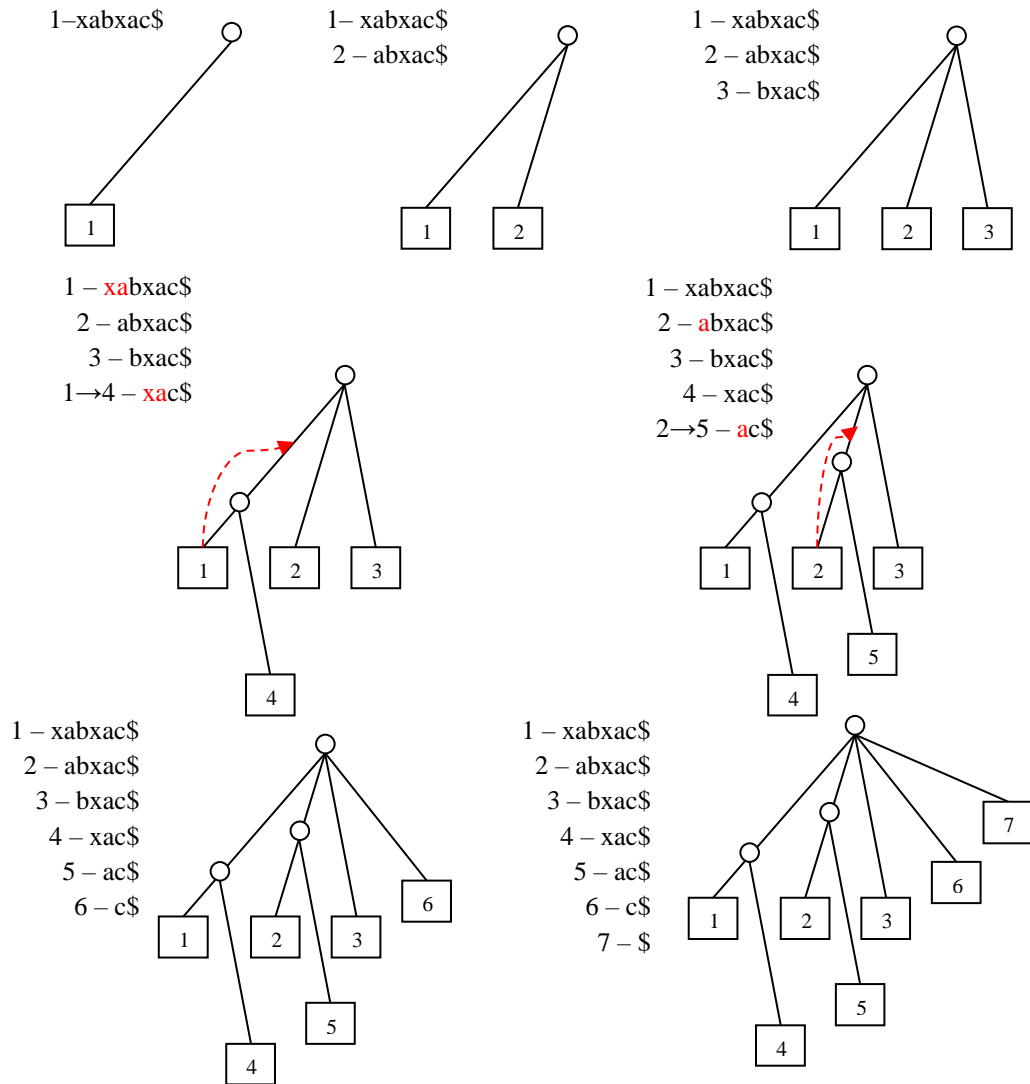 1–xabxac$
1
1– xabxac$
2 – abxac$
1 2
1 – xabxac$
2 – abxac$
3 – bxac$
1 2 3
1 – xabxac$
2 – abxac$
3 – bxac$
1→4 – xac$
1 2 3
4
1 – xabxac$
2 – abxac$
3 – bxac$
4 – xac$
2→5 – ac$
1 2 3
5
4
1 – xabxac$
2 – abxac$
3 – bxac$
4 – xac$
5 – ac$
6 – c$
6
1 2 3
5
4
1 – xabxac$
2 – abxac$
3 – bxac$
4 – xac$
5 – ac$
6 – c$
7 – $
7
6
1 2 3
5
4